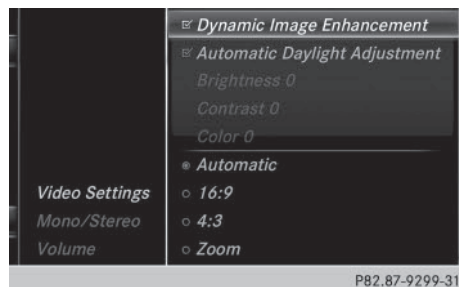 Dynamic Image Enhancement
Automatic Daylight Adjustment
Brightness 0
Contrast 0
Color 0
Automatic
Video Settings
16:9
Mono/Stereo
4:3
Volume
Zoom
P82.87-9299-31